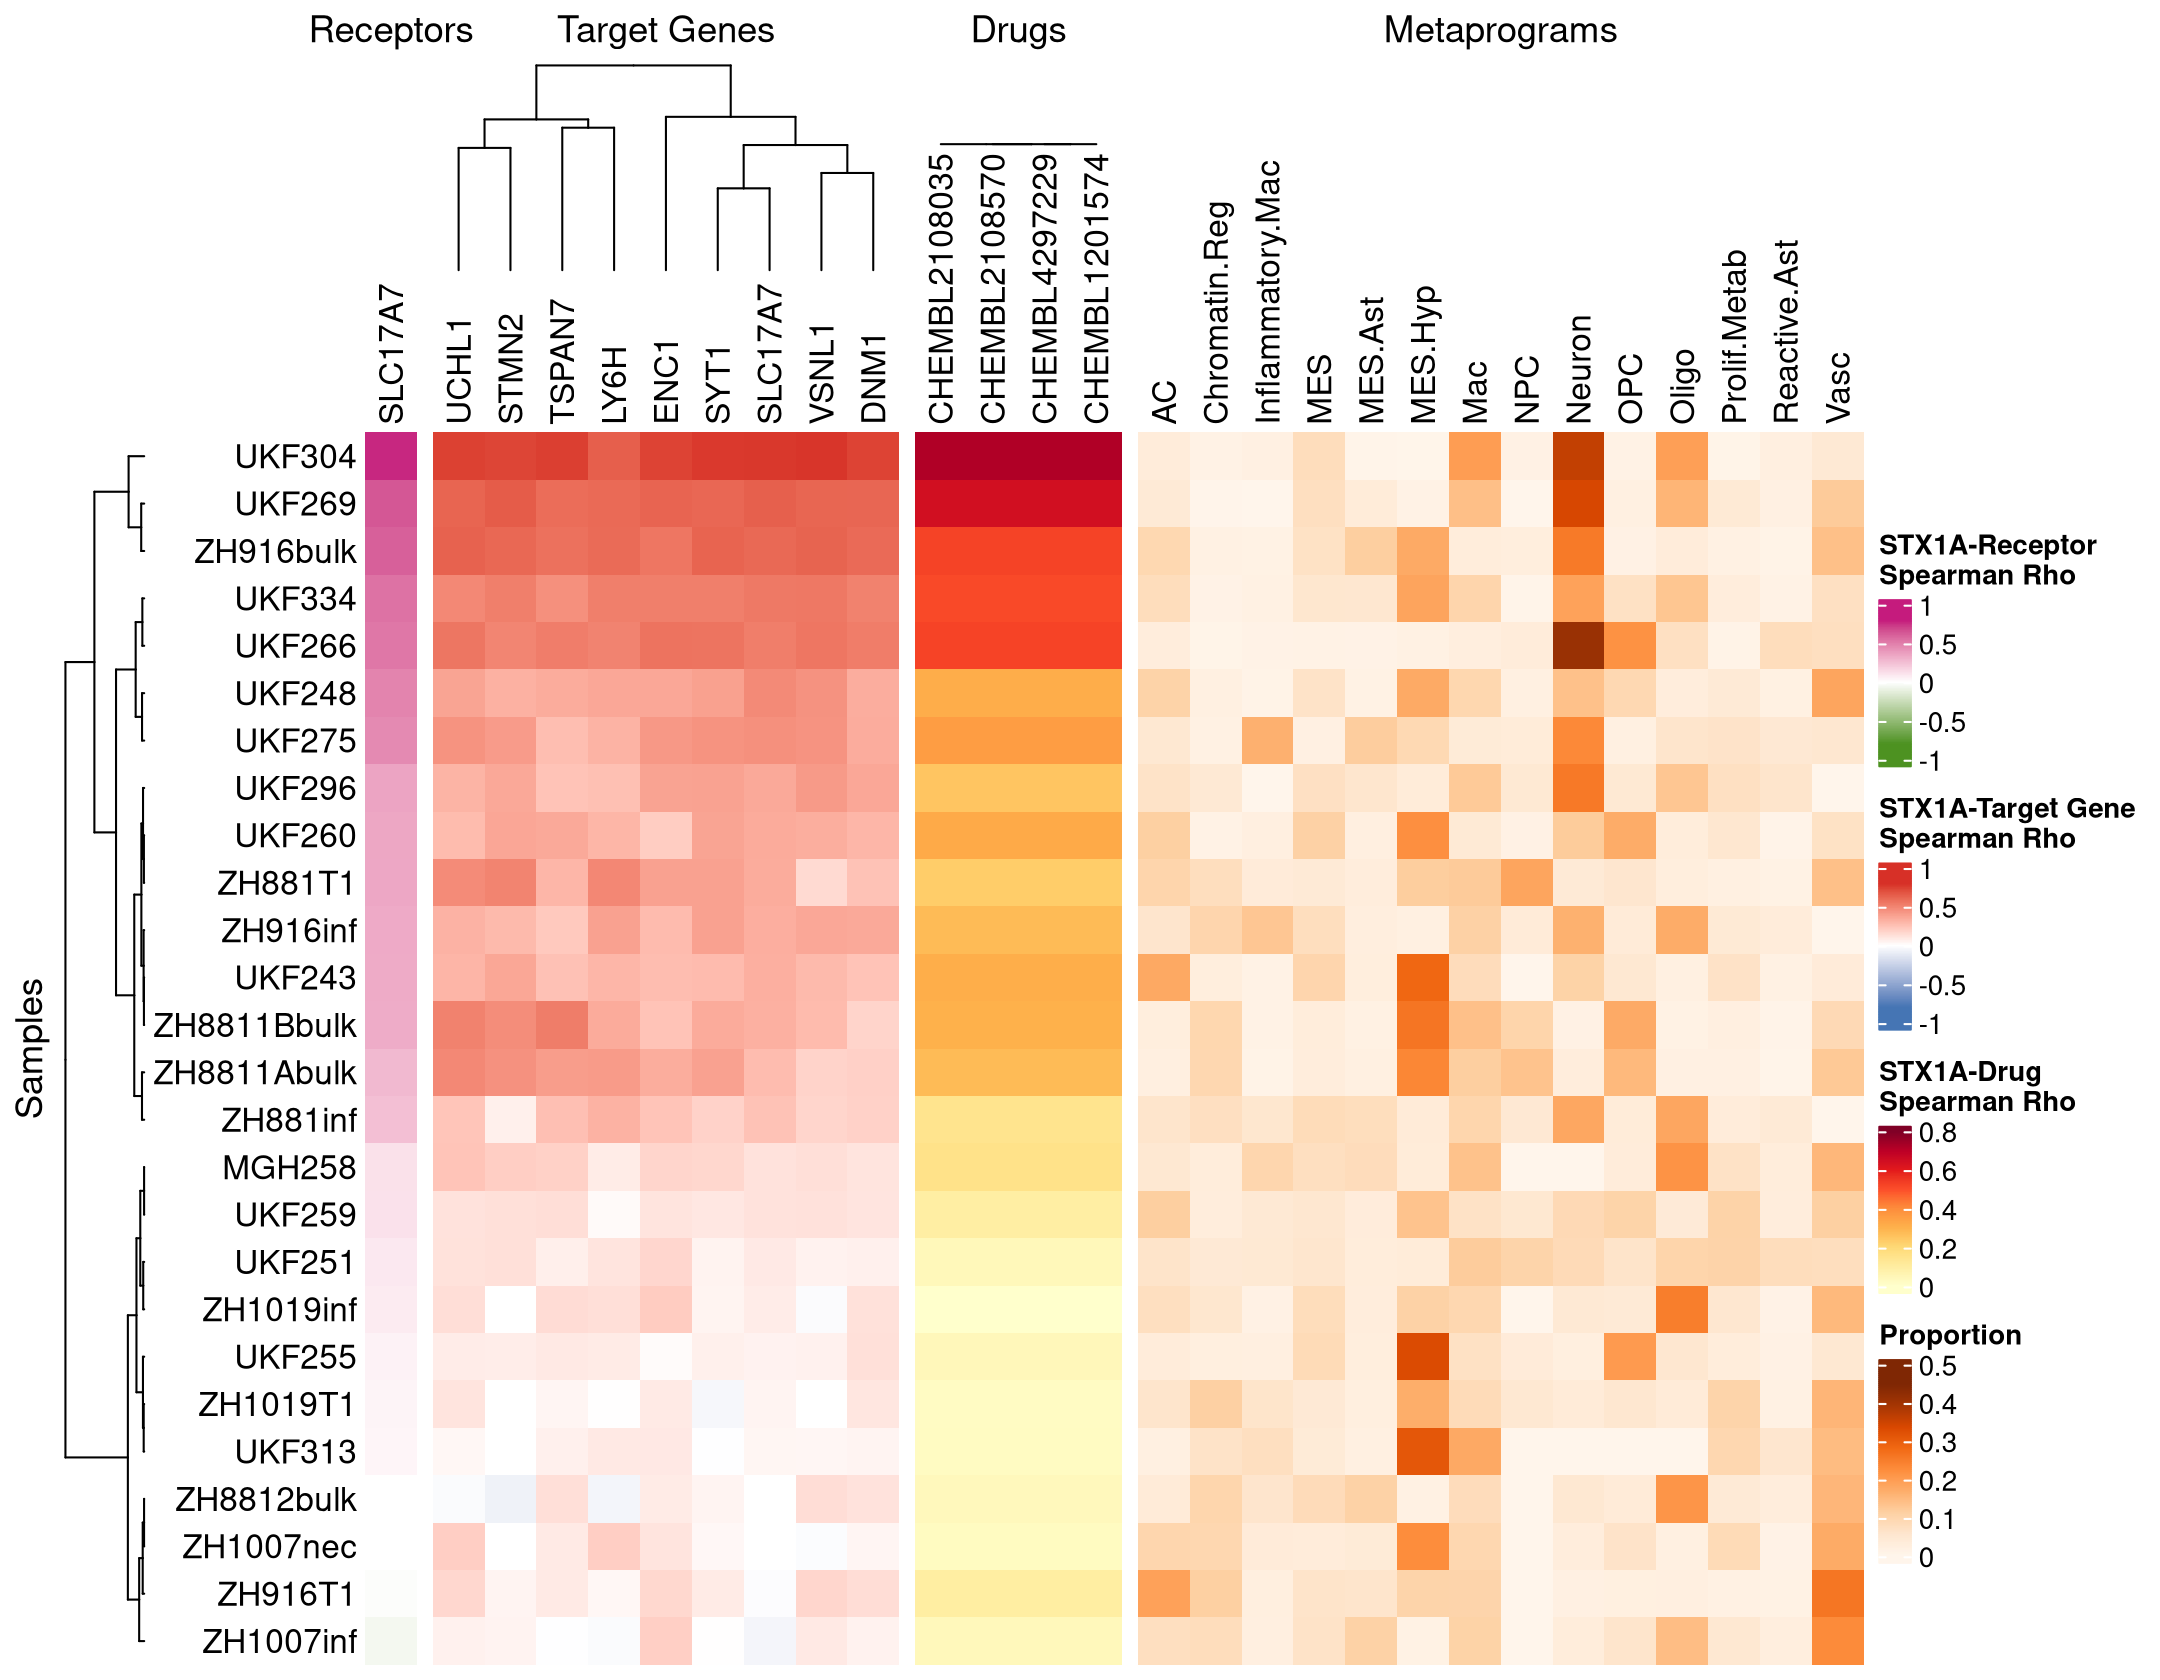 Receptors
Target Genes
Drugs
Metaprograms
SLC17A7
UCHL1
STMN2
TSPAN7
LY6H
ENC1
SYT1
SLC17A7
VSNL1
DNM1
CHEMBL2108035
CHEMBL2108570
CHEMBL4297229
CHEMBL1201574
AC
Chromatin.Reg
Inflammatory.Mac
MES
MES.Ast
MES.Hyp
Mac
NPC
Neuron
OPC
Oligo
Prolif.Metab
Reactive.Ast
Vasc
Samples
UKF304
UKF269
ZH916bulk
UKF334
UKF266
UKF248
UKF275
UKF296
UKF260
ZH881T1
ZH916inf
UKF243
ZH8811Bbulk
ZH8811Abulk
ZH881inf
MGH258
UKF259
UKF251
ZH1019inf
UKF255
ZH1019T1
UKF313
ZH8812bulk
ZH1007nec
ZH916T1
ZH1007inf
STX1A-Receptor
Spearman Rho
1
0.5
0
-0.5
-1
STX1A-Target Gene
Spearman Rho
1
0.5
0
-0.5
-1
STX1A-Drug
Spearman Rho
0.8
0.6
0.4
0.2
0
Proportion
0.5
0.4
0.3
0.2
0.1
0